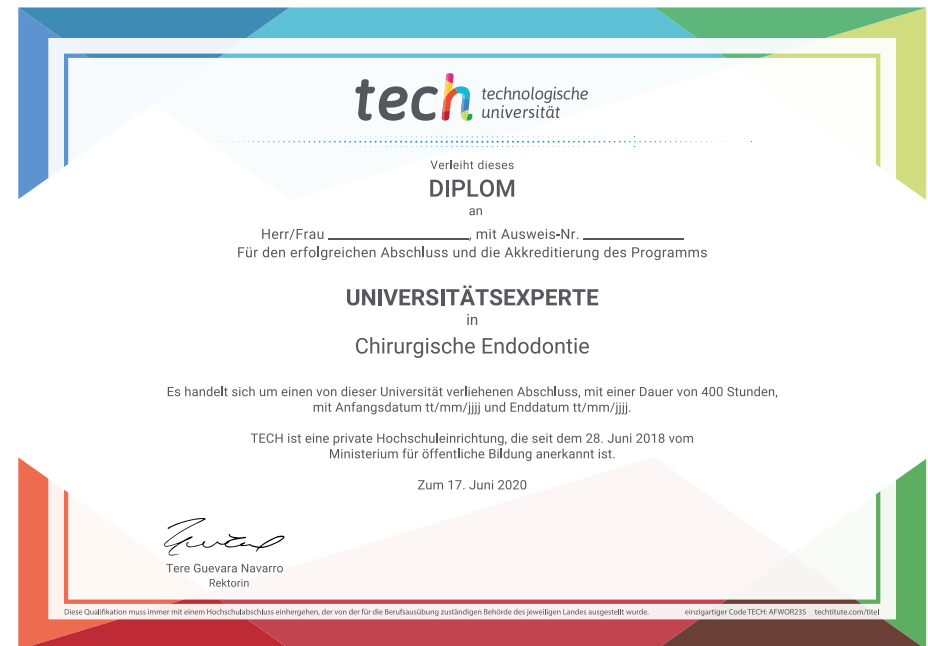 tech technologische
universität
Verleiht dieses
DIPLOM
an
Herr/Frau ____________________, mit Ausweis-Nr. ______________
Für den erfolgreichen Abschluss und die Akkreditierung des Programms
UNIVERSITÄTSEXPERTE
in
Chirurgische Endodontie
Es handelt sich um einen von dieser Universität verliehenen Abschluss, mit einer Dauer von 400 Stunden,
mit Anfangsdatum tt/mm/jjjj und Enddatum tt/mm/jjjj.
TECH ist eine private Hochschuleinrichtung, die seit dem 28. Juni 2018 vom
Ministerium für öffentliche Bildung anerkannt ist.
Zum 17. Juni 2020
Tere Guevara Navarro
Rektorin
Diese Qualifikation muss immer mit einem Hochschulabschluss einhergehen, der von der für die Berufsausübung zuständigen Behörde des jeweiligen Landes ausgestellt wurde. einzigartiger Code TECH: AFWOR23S techtitute.com/titel